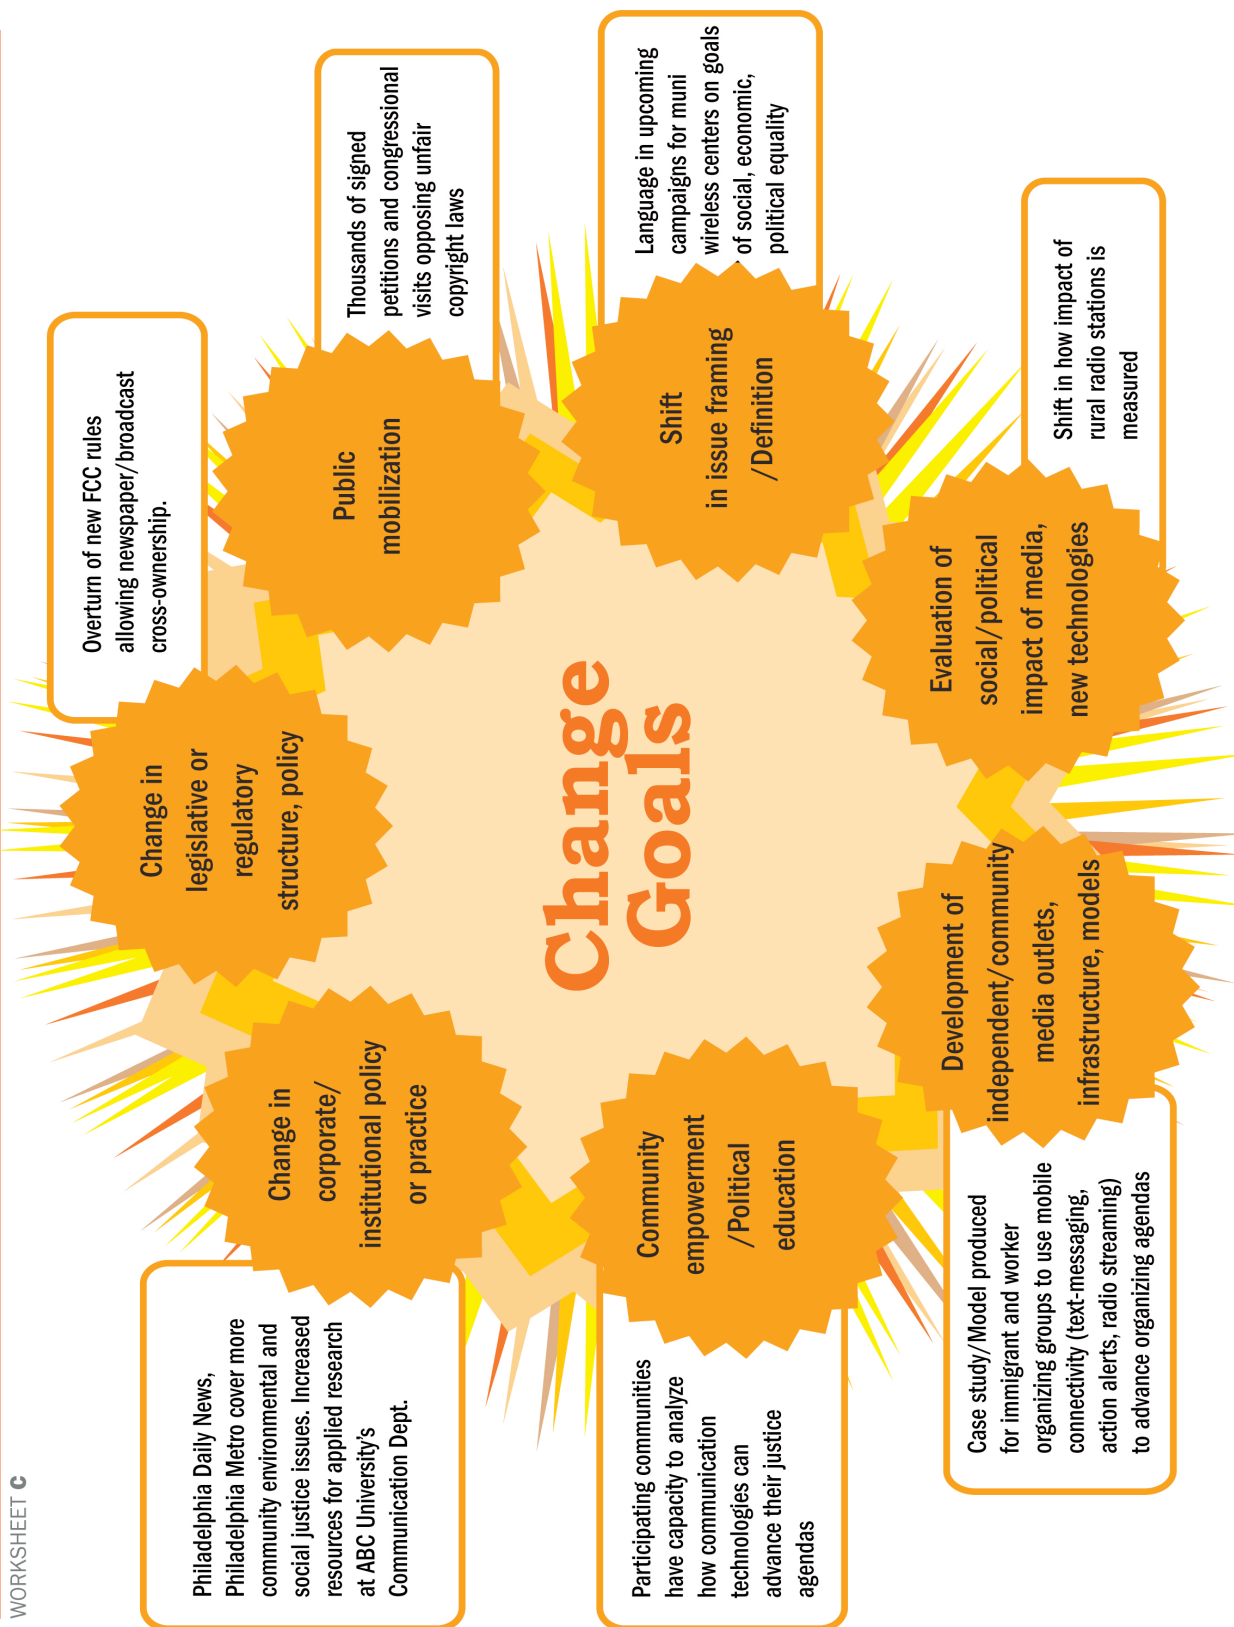 WORKSHEET C
Change in
legislative or
regulatory
structure, policy
Overturn of new FCC rules
allowing newspaper/broadcast
cross-ownership.
Public
mobilization
Thousands of signed
petitions and congressional
visits opposing unfair
copyright laws
Shift
in issue framing
/Definition
Language in upcoming
campaigns for muni
wireless centers on goals
of social, economic,
political equality
Evaluation of
social/political
impact of media,
new technologies
Shift in how impact of
rural radio stations is
measured
Development of
independent/community
media outlets,
infrastructure, models
Case study/Model produced
for immigrant and worker
organizing groups to use mobile
connectivity (text-messaging,
action alerts, radio streaming)
to advance organizing agendas
Community
empowerment
/Political
education
Participating communities
have capacity to analyze
how communication
technologies can
advance their justice
agendas
Change in
corporate/
institutional policy
or practice
Philadelphia Daily News,
Philadelphia Metro cover more
community environmental and
social justice issues. Increased
resources for applied research
at ABC University's
Communication Dept.
Change
Goals